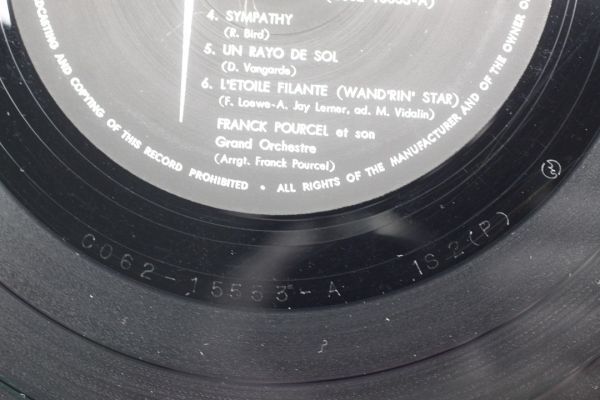 4. SYMPATHY
(R. Bird)
5. UN RAYO DE SOL
(D. Vangarde)
6. L'ETOILE FILANTE (WAND'RIN' STAR)
(F. Loewe-A. Jay Lerner, ad. M. Vidalin)
FRANCK POURCEL et son
Grand Orchestre
(Arrgt. Franck Pourcel)
AND COPYING OF THIS RECORD PROHIBITED • ALL RIGHTS OF THE MANUFACTURER AND OF THE OWNER
C062-15553-A 1S2(P)